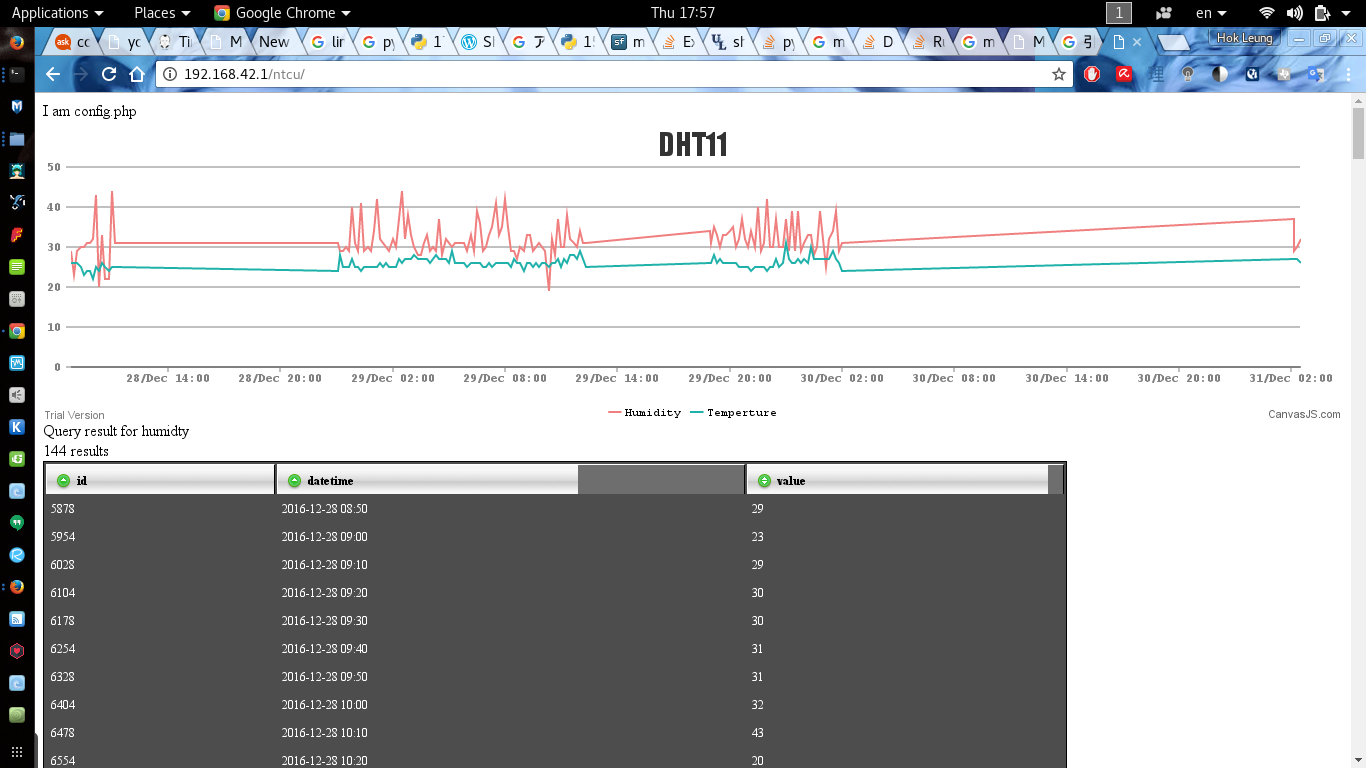 Applications Places Google Chrome Thu 17:57 1 en
cc yc Ti M New lir py 1 SI ア 1! m Ex sh py m D Ri m M 引 Hok Leung
192.168.42.1/ntcu/
I am config.php
DHT11
50
40
30
20
10
0
28/Dec 14:00 28/Dec 20:00 29/Dec 02:00 29/Dec 08:00 29/Dec 14:00 29/Dec 20:00 30/Dec 02:00 30/Dec 08:00 30/Dec 14:00 30/Dec 20:00 31/Dec 02:00
Trial Version Humidity Temperture CanvasJS.com
Query result for humidty
144 results
id datetime value
5878 2016-12-28 08:50 29
5954 2016-12-28 09:00 23
6028 2016-12-28 09:10 29
6104 2016-12-28 09:20 30
6178 2016-12-28 09:30 30
6254 2016-12-28 09:40 31
6328 2016-12-28 09:50 31
6404 2016-12-28 10:00 32
6478 2016-12-28 10:10 43
6554 2016-12-28 10:20 20